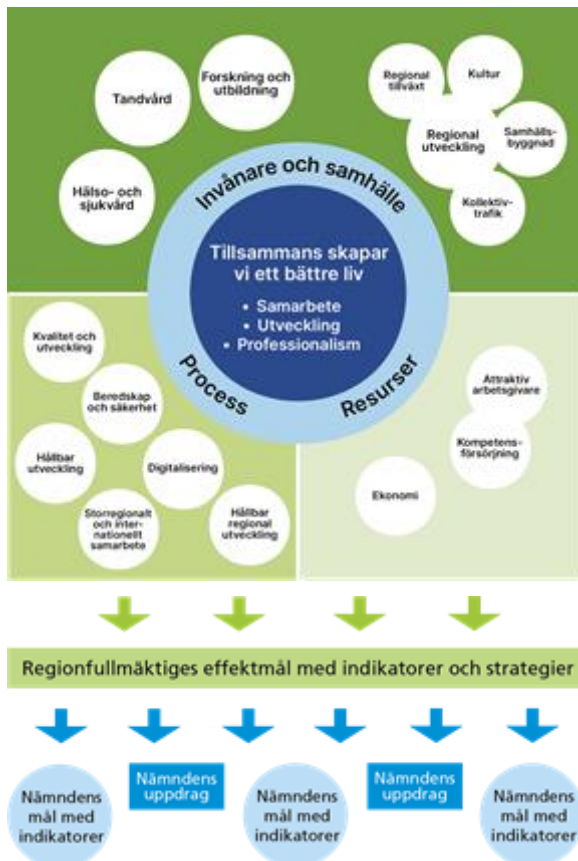 Forskning och
utbildning
Tandvård
Hälso- och
sjukvård
Regional
tillväxt
Kultur
Regional
utveckling
Samhälls-
byggnad
Kollektiv-
trafik
Invånare och samhälle
Tillsammans skapar
vi ett bättre liv
• Samarbete
• Utveckling
• Professionalism
Process
Resurser
Kvalitet och
utveckling
Beredskap
och säkerhet
Hållbar
utveckling
Digitalisering
Storregionalt
och inter-
nationellt
samarbete
Hållbar
regional
utveckling
Attraktiv
arbetsgivare
Kompetens-
försörjning
Ekonomi
Regionfullmäktiges effektmål med indikatorer och strategier
Nämndens
mål med
indikatorer
Nämndens
uppdrag
Nämndens
mål med
indikatorer
Nämndens
uppdrag
Nämndens
mål med
indikatorer